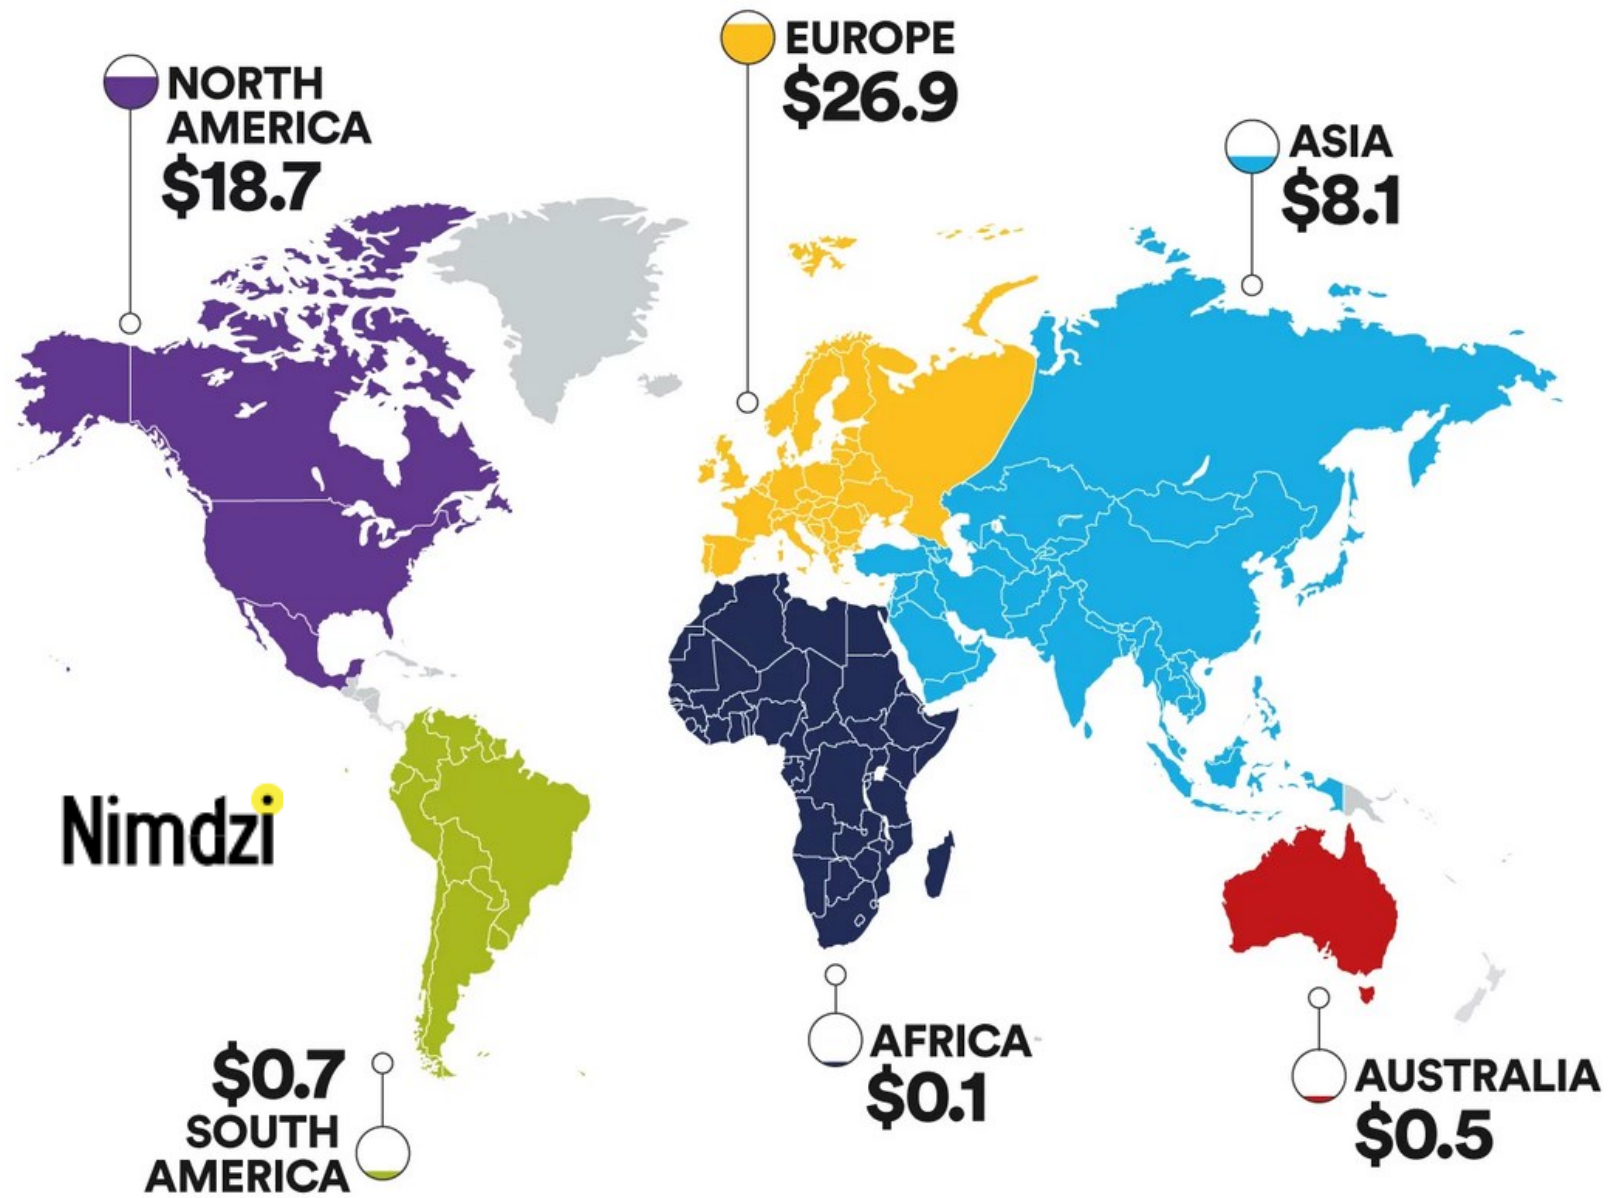 NORTH
AMERICA
$18.7
EUROPE
$26.9
ASIA
$8.1
Nimdzi
$0.7
SOUTH
AMERICA
AFRICA
$0.1
AUSTRALIA
$0.5